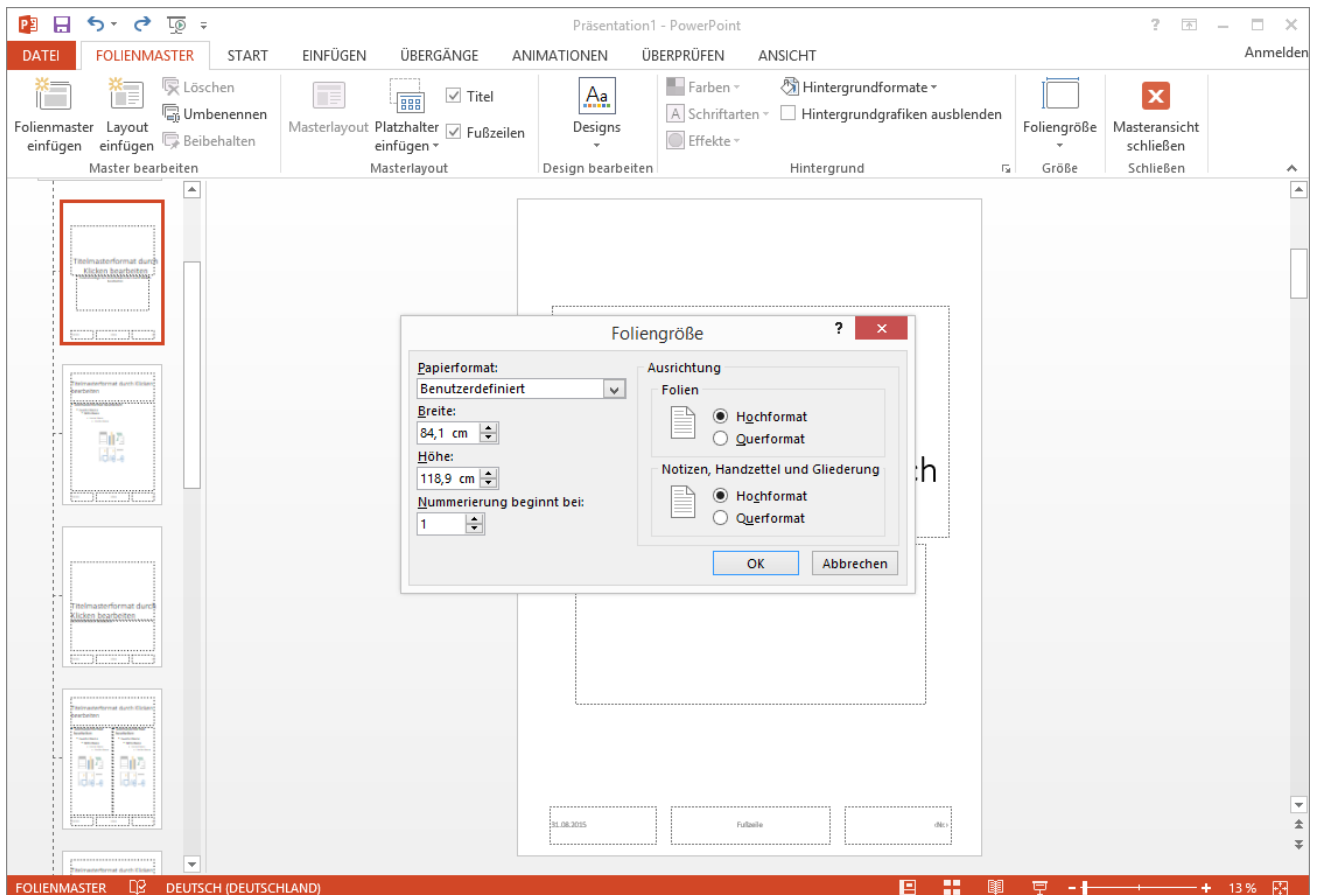 Präsentation1 - PowerPoint
?
DATEI FOLIENMASTER START EINFÜGEN ÜBERGÄNGE ANIMATIONEN ÜBERPRÜFEN ANSICHT Anmelden
Folienmaster einfügen
Layout einfügen
Löschen
Umbenennen
Beibehalten
Master bearbeiten
Masterlayout
Platzhalter einfügen
Titel
Fußzeilen
Masterlayout
Aa
Designs
Design bearbeiten
Farben
A Schriftarten
Effekte
Hintergrundformate
Hintergrundgrafiken ausblenden
Hintergrund
Foliengröße
Größe
Masteransicht schließen
Schließen
Titelmasterformat durch
Klicken bearbeiten
Titelmasterformat durch Klicken
bearbeiten
Titelmasterformat durch
Klicken bearbeiten
Titelmasterformat durch Klicken
bearbeiten
Titelmasterformat durch Klicken
Foliengröße
?
Papierformat:
Benutzerdefiniert
Breite:
84,1 cm
Höhe:
118,9 cm
Nummerierung beginnt bei:
1
Ausrichtung
Folien
Hochformat
Querformat
Notizen, Handzettel und Gliederung
Hochformat
Querformat
OK Abbrechen
ch
31.08.2015 Fußzeile ‹Nr.›
FOLIENMASTER DEUTSCH (DEUTSCHLAND) 13 %